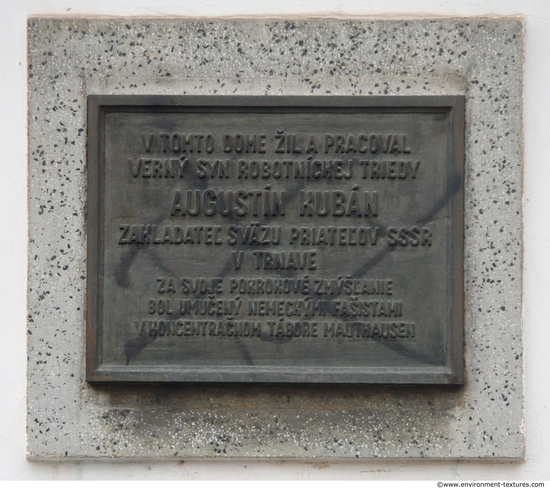 V TOMTO DOME ŽIL A PRACOVAL
VERNÝ SYN ROBOTNÍCKEJ TRIEDY
AUGUSTÍN KUBÁN
ZAKLADATEĽ SVÄZU PRIATEĽOV SSSR
V TRNAVE
ZA SVOJE POKROKOVÉ ZMÝŠĽANIE
BOL UMUČENÝ NEMECKÝMI FAŠISTAMI
V KONCENTRAČNOM TÁBORE MAUTHAUSEN
©www.environment-textures.com